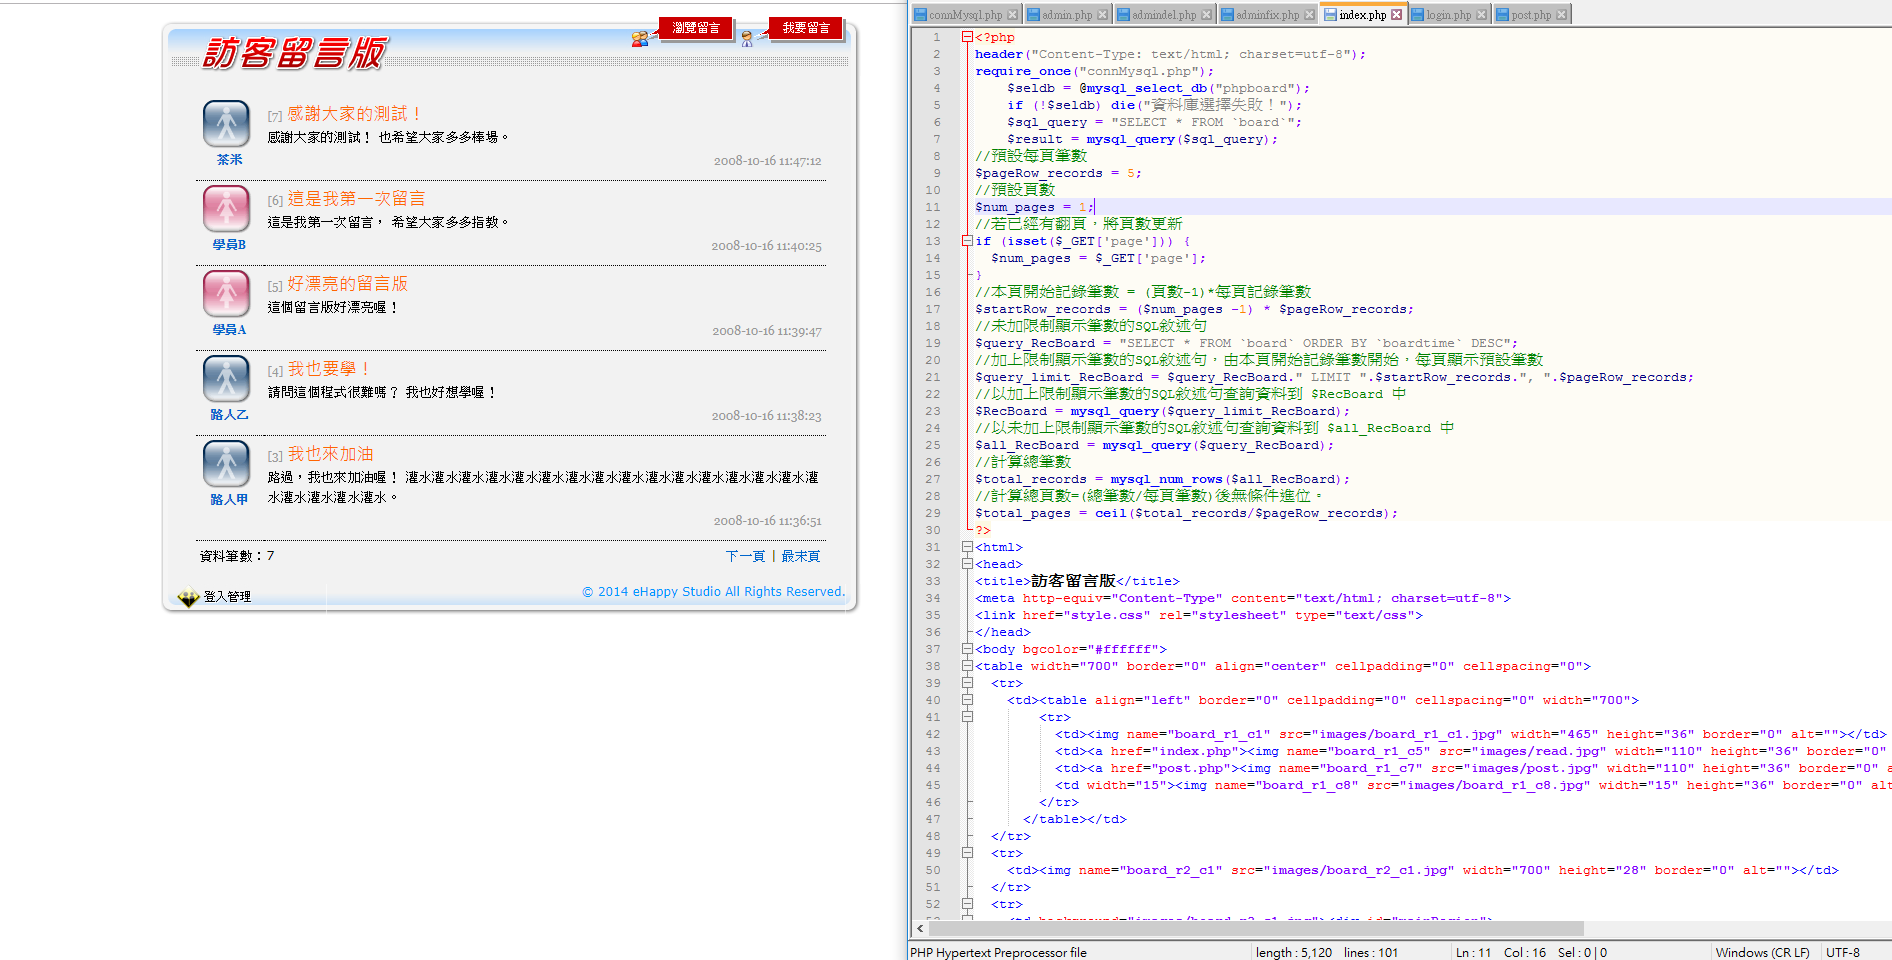 訪客留言版
瀏覽留言
我要留言
[7] 感謝大家的測試！
感謝大家的測試！ 也希望大家多多棒場。
茶米
2008-10-16 11:47:12
[6] 這是我第一次留言
這是我第一次留言， 希望大家多多指教。
學員B
2008-10-16 11:40:25
[5] 好漂亮的留言版
這個留言版好漂亮喔！
學員A
2008-10-16 11:39:47
[4] 我也要學！
請問這個程式很難嗎？ 我也好想學喔！
路人乙
2008-10-16 11:38:23
[3] 我也來加油
路過，我也來加油喔！ 灌水灌水灌水灌水灌水灌水灌水灌水灌水灌水灌水灌水灌水灌水灌水灌
水灌水灌水灌水灌水。
路人甲
2008-10-16 11:36:51
資料筆數：7
下一頁 | 最末頁
登入管理
© 2014 eHappy Studio All Rights Reserved.
connMysql.php admin.php admindel.php adminfix.php index.php login.php post.php
1 <?php
2 header("Content-Type: text/html; charset=utf-8");
3 require_once("connMysql.php");
4 $seldb = @mysql_select_db("phpboard");
5 if (!$seldb) die("資料庫選擇失敗！");
6 $sql_query = "SELECT * FROM `board`";
7 $result = mysql_query($sql_query);
8 //預設每頁筆數
9 $pageRow_records = 5;
10 //預設頁數
11 $num_pages = 1;
12 //若已經有翻頁，將頁數更新
13 if (isset($_GET['page'])) {
14 $num_pages = $_GET['page'];
15 }
16 //本頁開始記錄筆數 = (頁數-1)*每頁記錄筆數
17 $startRow_records = ($num_pages -1) * $pageRow_records;
18 //未加限制顯示筆數的SQL敘述句
19 $query_RecBoard = "SELECT * FROM `board` ORDER BY `boardtime` DESC";
20 //加上限制顯示筆數的SQL敘述句，由本頁開始記錄筆數開始，每頁顯示預設筆數
21 $query_limit_RecBoard = $query_RecBoard." LIMIT ".$startRow_records.", ".$pageRow_records;
22 //以加上限制顯示筆數的SQL敘述句查詢資料到 $RecBoard 中
23 $RecBoard = mysql_query($query_limit_RecBoard);
24 //以未加上限制顯示筆數的SQL敘述句查詢資料到 $all_RecBoard 中
25 $all_RecBoard = mysql_query($query_RecBoard);
26 //計算總筆數
27 $total_records = mysql_num_rows($all_RecBoard);
28 //計算總頁數=(總筆數/每頁筆數)後無條件進位。
29 $total_pages = ceil($total_records/$pageRow_records);
30 ?>
31 <html>
32 <head>
33 <title>訪客留言版</title>
34 <meta http-equiv="Content-Type" content="text/html; charset=utf-8">
35 <link href="style.css" rel="stylesheet" type="text/css">
36 </head>
37 <body bgcolor="#ffffff">
38 <table width="700" border="0" align="center" cellpadding="0" cellspacing="0">
39 <tr>
40 <td><table align="left" border="0" cellpadding="0" cellspacing="0" width="700">
41 <tr>
42 <td><img name="board_r1_c1" src="images/board_r1_c1.jpg" width="465" height="36" border="0" alt=""></td>
43 <td><a href="index.php"><img name="board_r1_c5" src="images/read.jpg" width="110" height="36" border="0"
44 <td><a href="post.php"><img name="board_r1_c7" src="images/post.jpg" width="110" height="36" border="0" a
45 <td width="15"><img name="board_r1_c8" src="images/board_r1_c8.jpg" width="15" height="36" border="0" alt
46 </tr>
47 </table></td>
48 </tr>
49 <tr>
50 <td><img name="board_r2_c1" src="images/board_r2_c1.jpg" width="700" height="28" border="0" alt=""></td>
51 </tr>
52 <tr>
PHP Hypertext Preprocessor file length : 5,120 lines : 101 Ln : 11 Col : 16 Sel : 0 | 0 Windows (CR LF) UTF-8